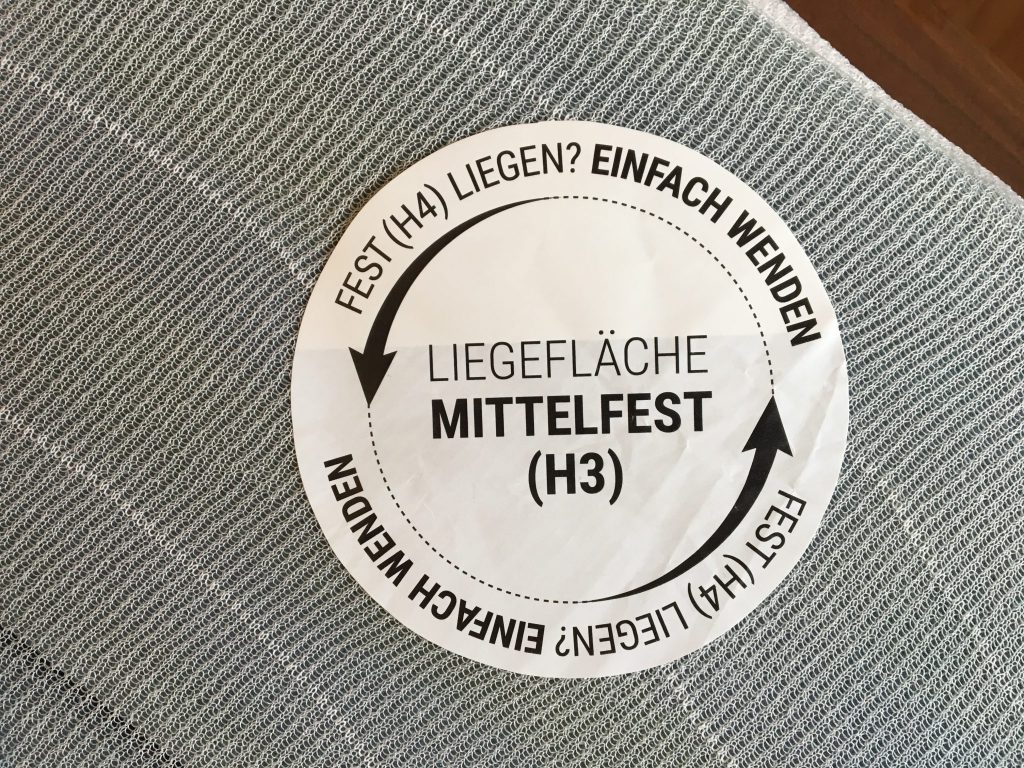 FEST (H4) LIEGEN? EINFACH WENDEN
LIEGEFLÄCHE
MITTELFEST
(H3)
FEST (H4) LIEGEN? EINFACH WENDEN